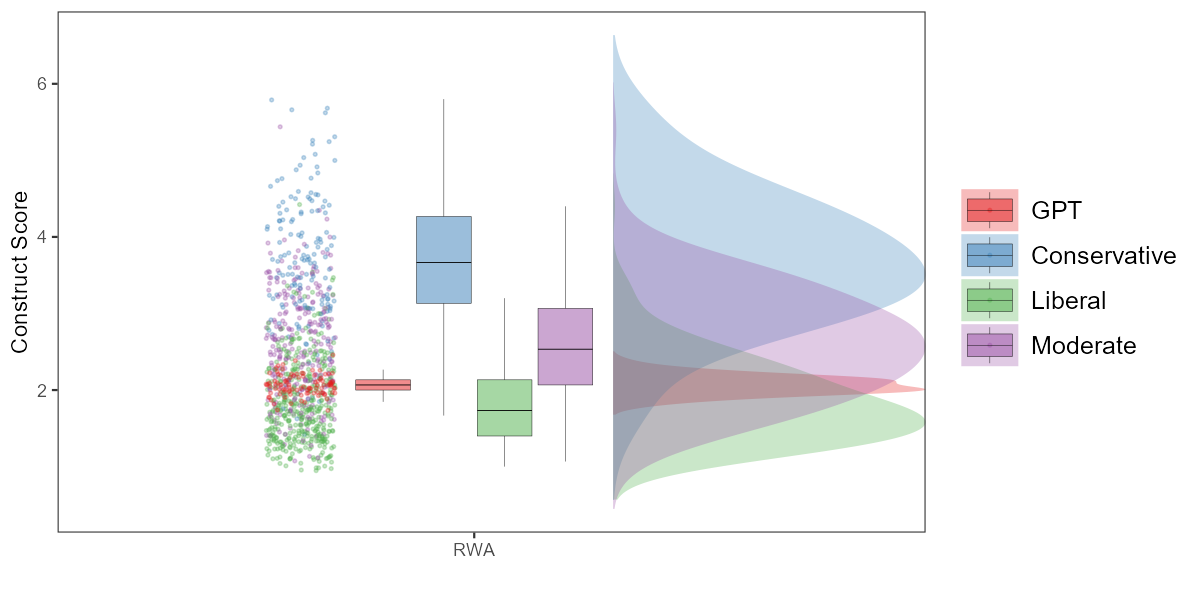 Construct Score
6
4
2
RWA
GPT
Conservative
Liberal
Moderate